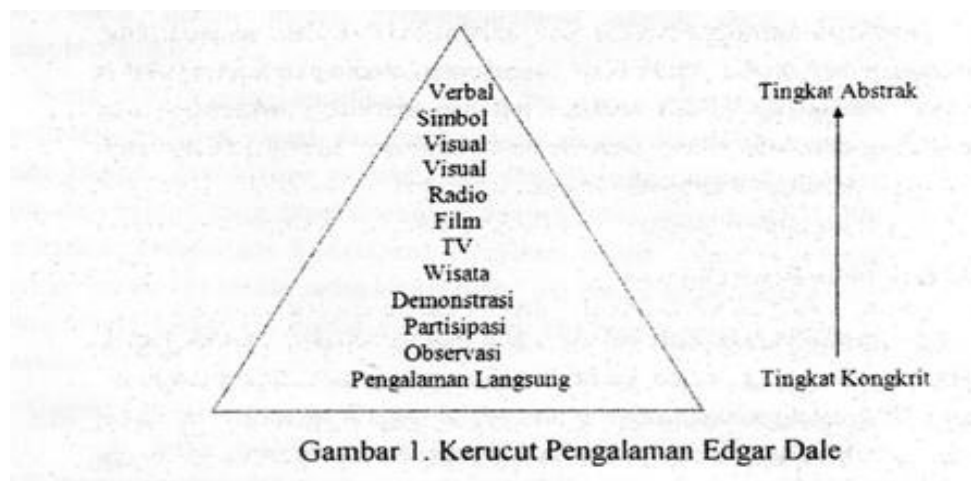 Verbal
Simbol
Visual
Visual
Radio
Film
TV
Wisata
Demonstrasi
Partisipasi
Observasi
Pengalaman Langsung
Tingkat Abstrak
Tingkat Kongkrit
Gambar 1. Kerucut Pengalaman Edgar Dale